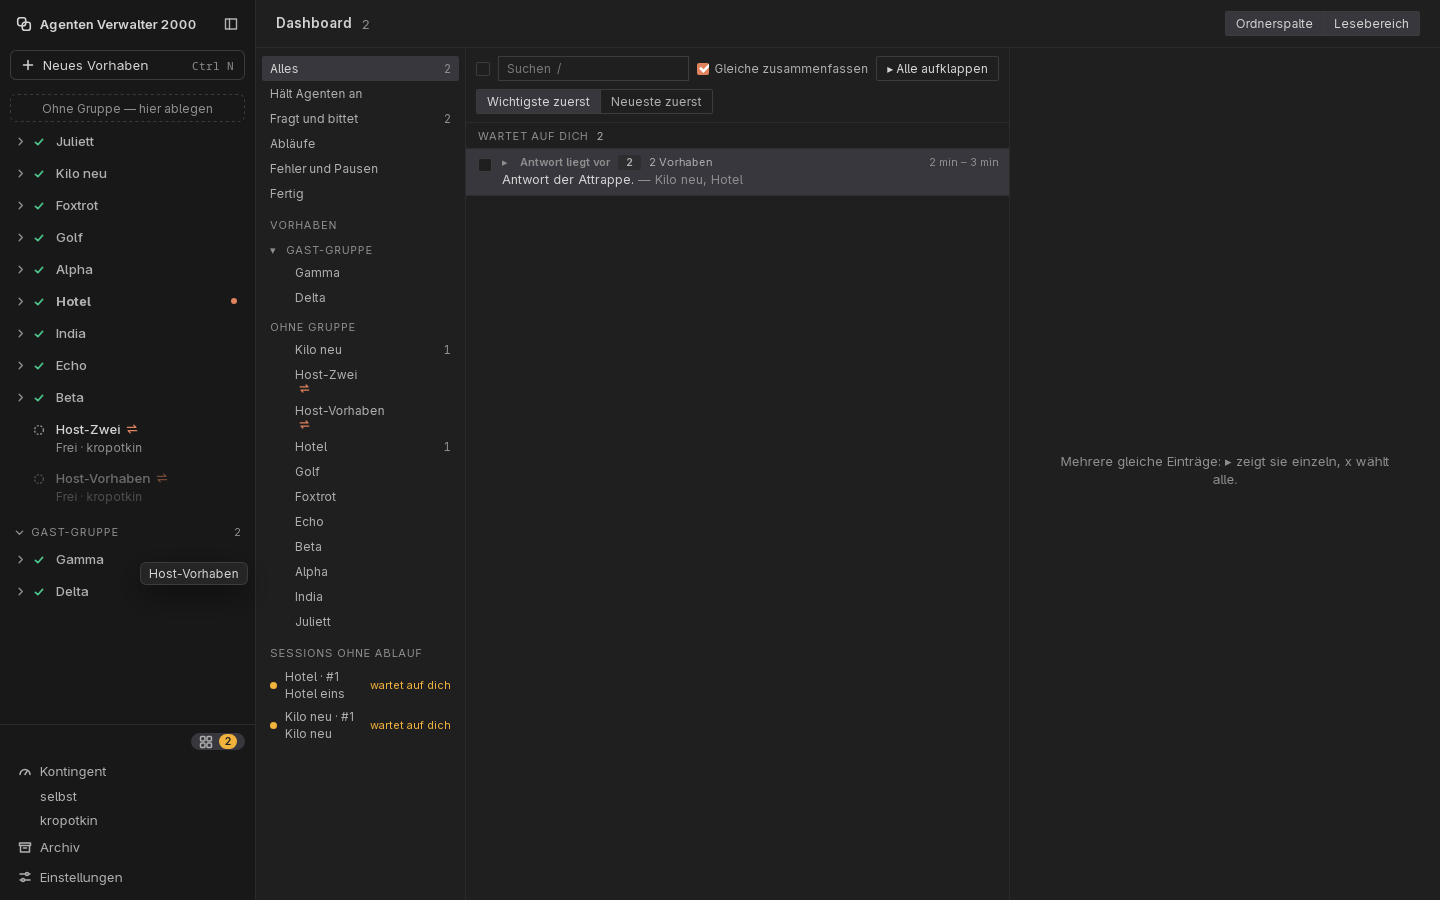 Agenten Verwalter 2000
Neues Vorhaben Ctrl N
Ohne Gruppe — hier ablegen
Juliett
Kilo neu
Foxtrot
Golf
Alpha
Hotel
India
Echo
Beta
Host-Zwei
Frei · kropotkin
Host-Vorhaben
Frei · kropotkin
GAST-GRUPPE 2
Gamma
Host-Vorhaben
Delta
2
Kontingent
selbst
kropotkin
Archiv
Einstellungen
Dashboard 2
Ordnerspalte Lesebereich
Alles 2
Hält Agenten an
Fragt und bittet 2
Abläufe
Fehler und Pausen
Fertig
VORHABEN
▾ GAST-GRUPPE
Gamma
Delta
OHNE GRUPPE
Kilo neu 1
Host-Zwei
⇄
Host-Vorhaben
⇄
Hotel 1
Golf
Foxtrot
Echo
Beta
Alpha
India
Juliett
SESSIONS OHNE ABLAUF
Hotel · #1
Hotel eins
wartet auf dich
Kilo neu · #1
Kilo neu
wartet auf dich
Suchen /
Gleiche zusammenfassen
▸ Alle aufklappen
Wichtigste zuerst Neueste zuerst
WARTET AUF DICH 2
▸ Antwort liegt vor 2 2 Vorhaben 2 min – 3 min
Antwort der Attrappe. — Kilo neu, Hotel
Mehrere gleiche Einträge: ▸ zeigt sie einzeln, x wählt
alle.